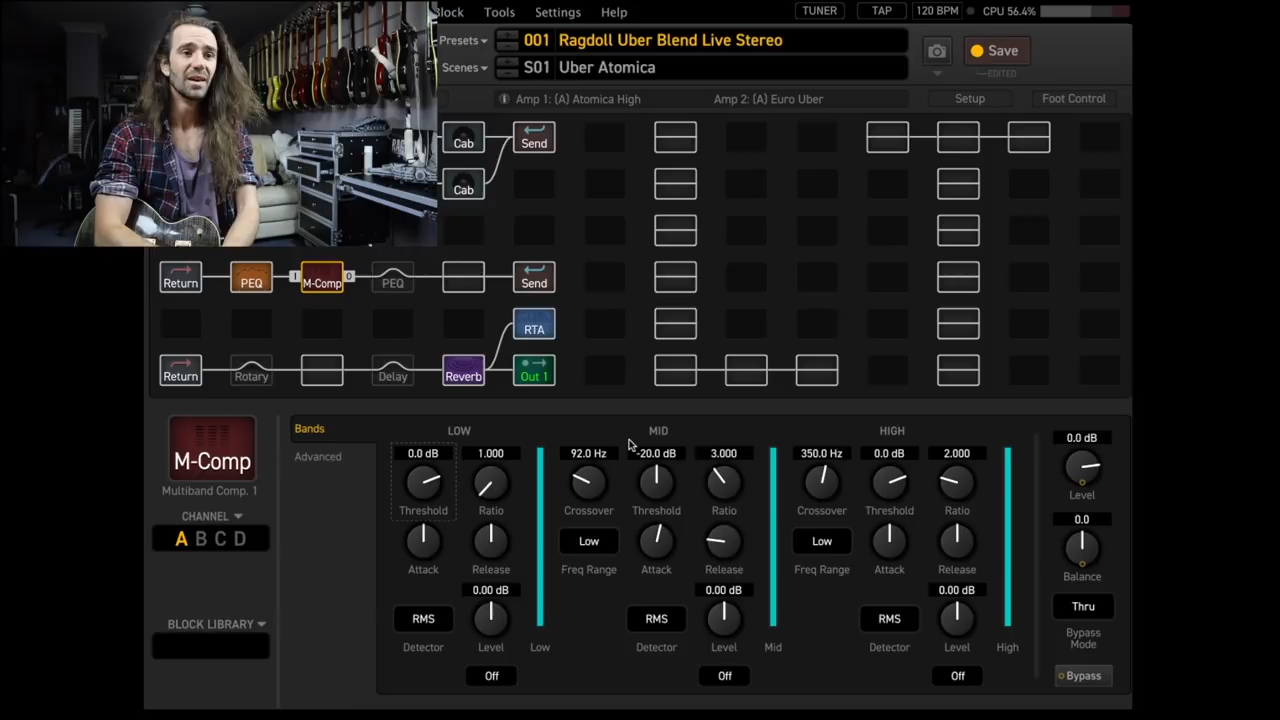 lock Tools Settings Help TUNER TAP 120 BPM CPU 56.4%
Presets 001 Ragdoll Uber Blend Live Stereo
Save
Scenes S01 Uber Atomica
EDITED
Amp 1: (A) Atomica High Amp 2: (A) Euro Uber Setup Foot Control
Cab Send
Cab
Return PEQ I M-Comp O PEQ Send
RTA
Return Rotary Delay Reverb Out 1
M-Comp
Multiband Comp. 1
CHANNEL
A B C D
BLOCK LIBRARY
Bands
Advanced
LOW MID HIGH
0.0 dB 1.000 92.0 Hz -20.0 dB 3.000 350.0 Hz 0.0 dB 2.000
Threshold Ratio Crossover Threshold Ratio Crossover Threshold Ratio
Low Low
Attack Release Freq Range Attack Release Freq Range Attack Release
0.00 dB 0.00 dB 0.00 dB
RMS RMS RMS
Detector Level Low Detector Level Mid Detector Level High
Off Off Off
0.0 dB
Level
0.0
Balance
Thru
Bypass
Mode
Bypass